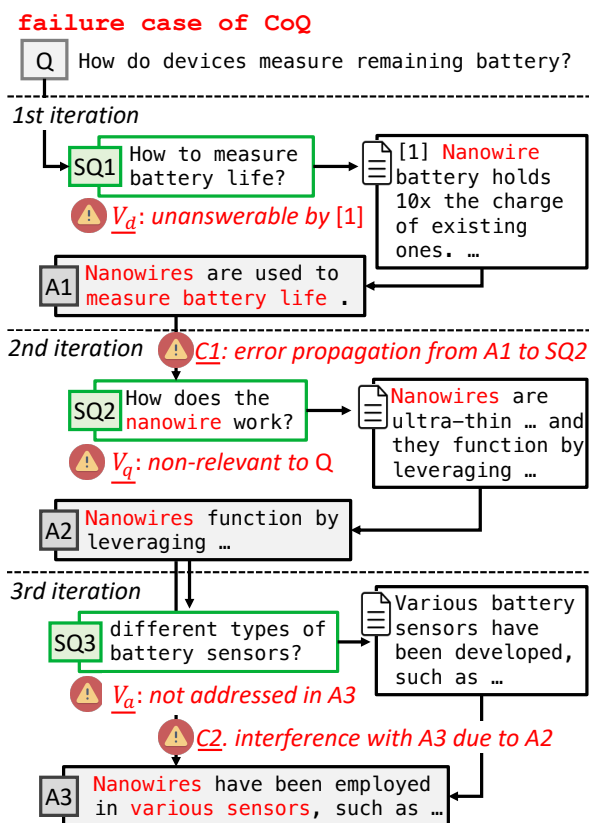 failure case of CoQ
Q
How do devices measure remaining battery?
1st iteration
SQ1
How to measure
battery life?
[1] Nanowire
battery holds
10x the charge
of existing
ones. …
V_d: unanswerable by [1]
A1
Nanowires are used to
measure battery life .
2nd iteration
C1: error propagation from A1 to SQ2
SQ2
How does the
nanowire work?
Nanowires are
ultra-thin … and
they function by
leveraging …
V_q: non-relevant to Q
A2
Nanowires function by
leveraging …
3rd iteration
SQ3
different types of
battery sensors?
Various battery
sensors have
been developed,
such as …
V_a: not addressed in A3
C2. interference with A3 due to A2
A3
Nanowires have been employed
in various sensors, such as …